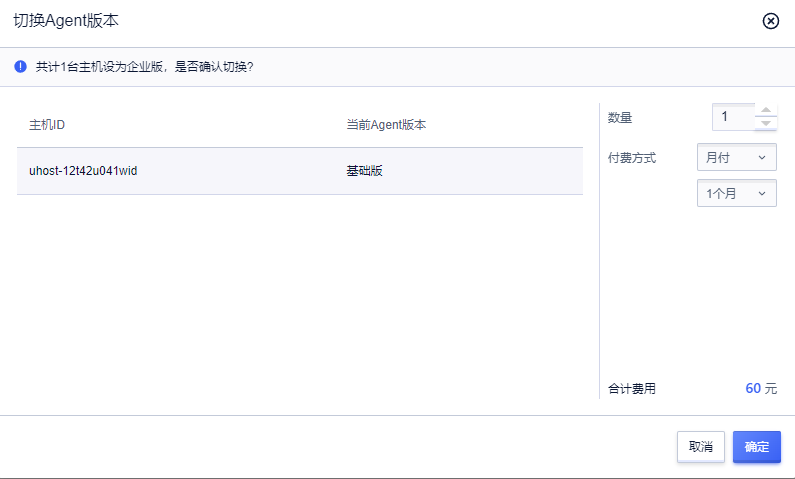 切换Agent版本
共计1台主机设为企业版，是否确认切换?
主机ID 当前Agent版本
uhost-12t42u041wid 基础版
数量 1
付费方式 月付
1个月
合计费用 60 元
取消 确定